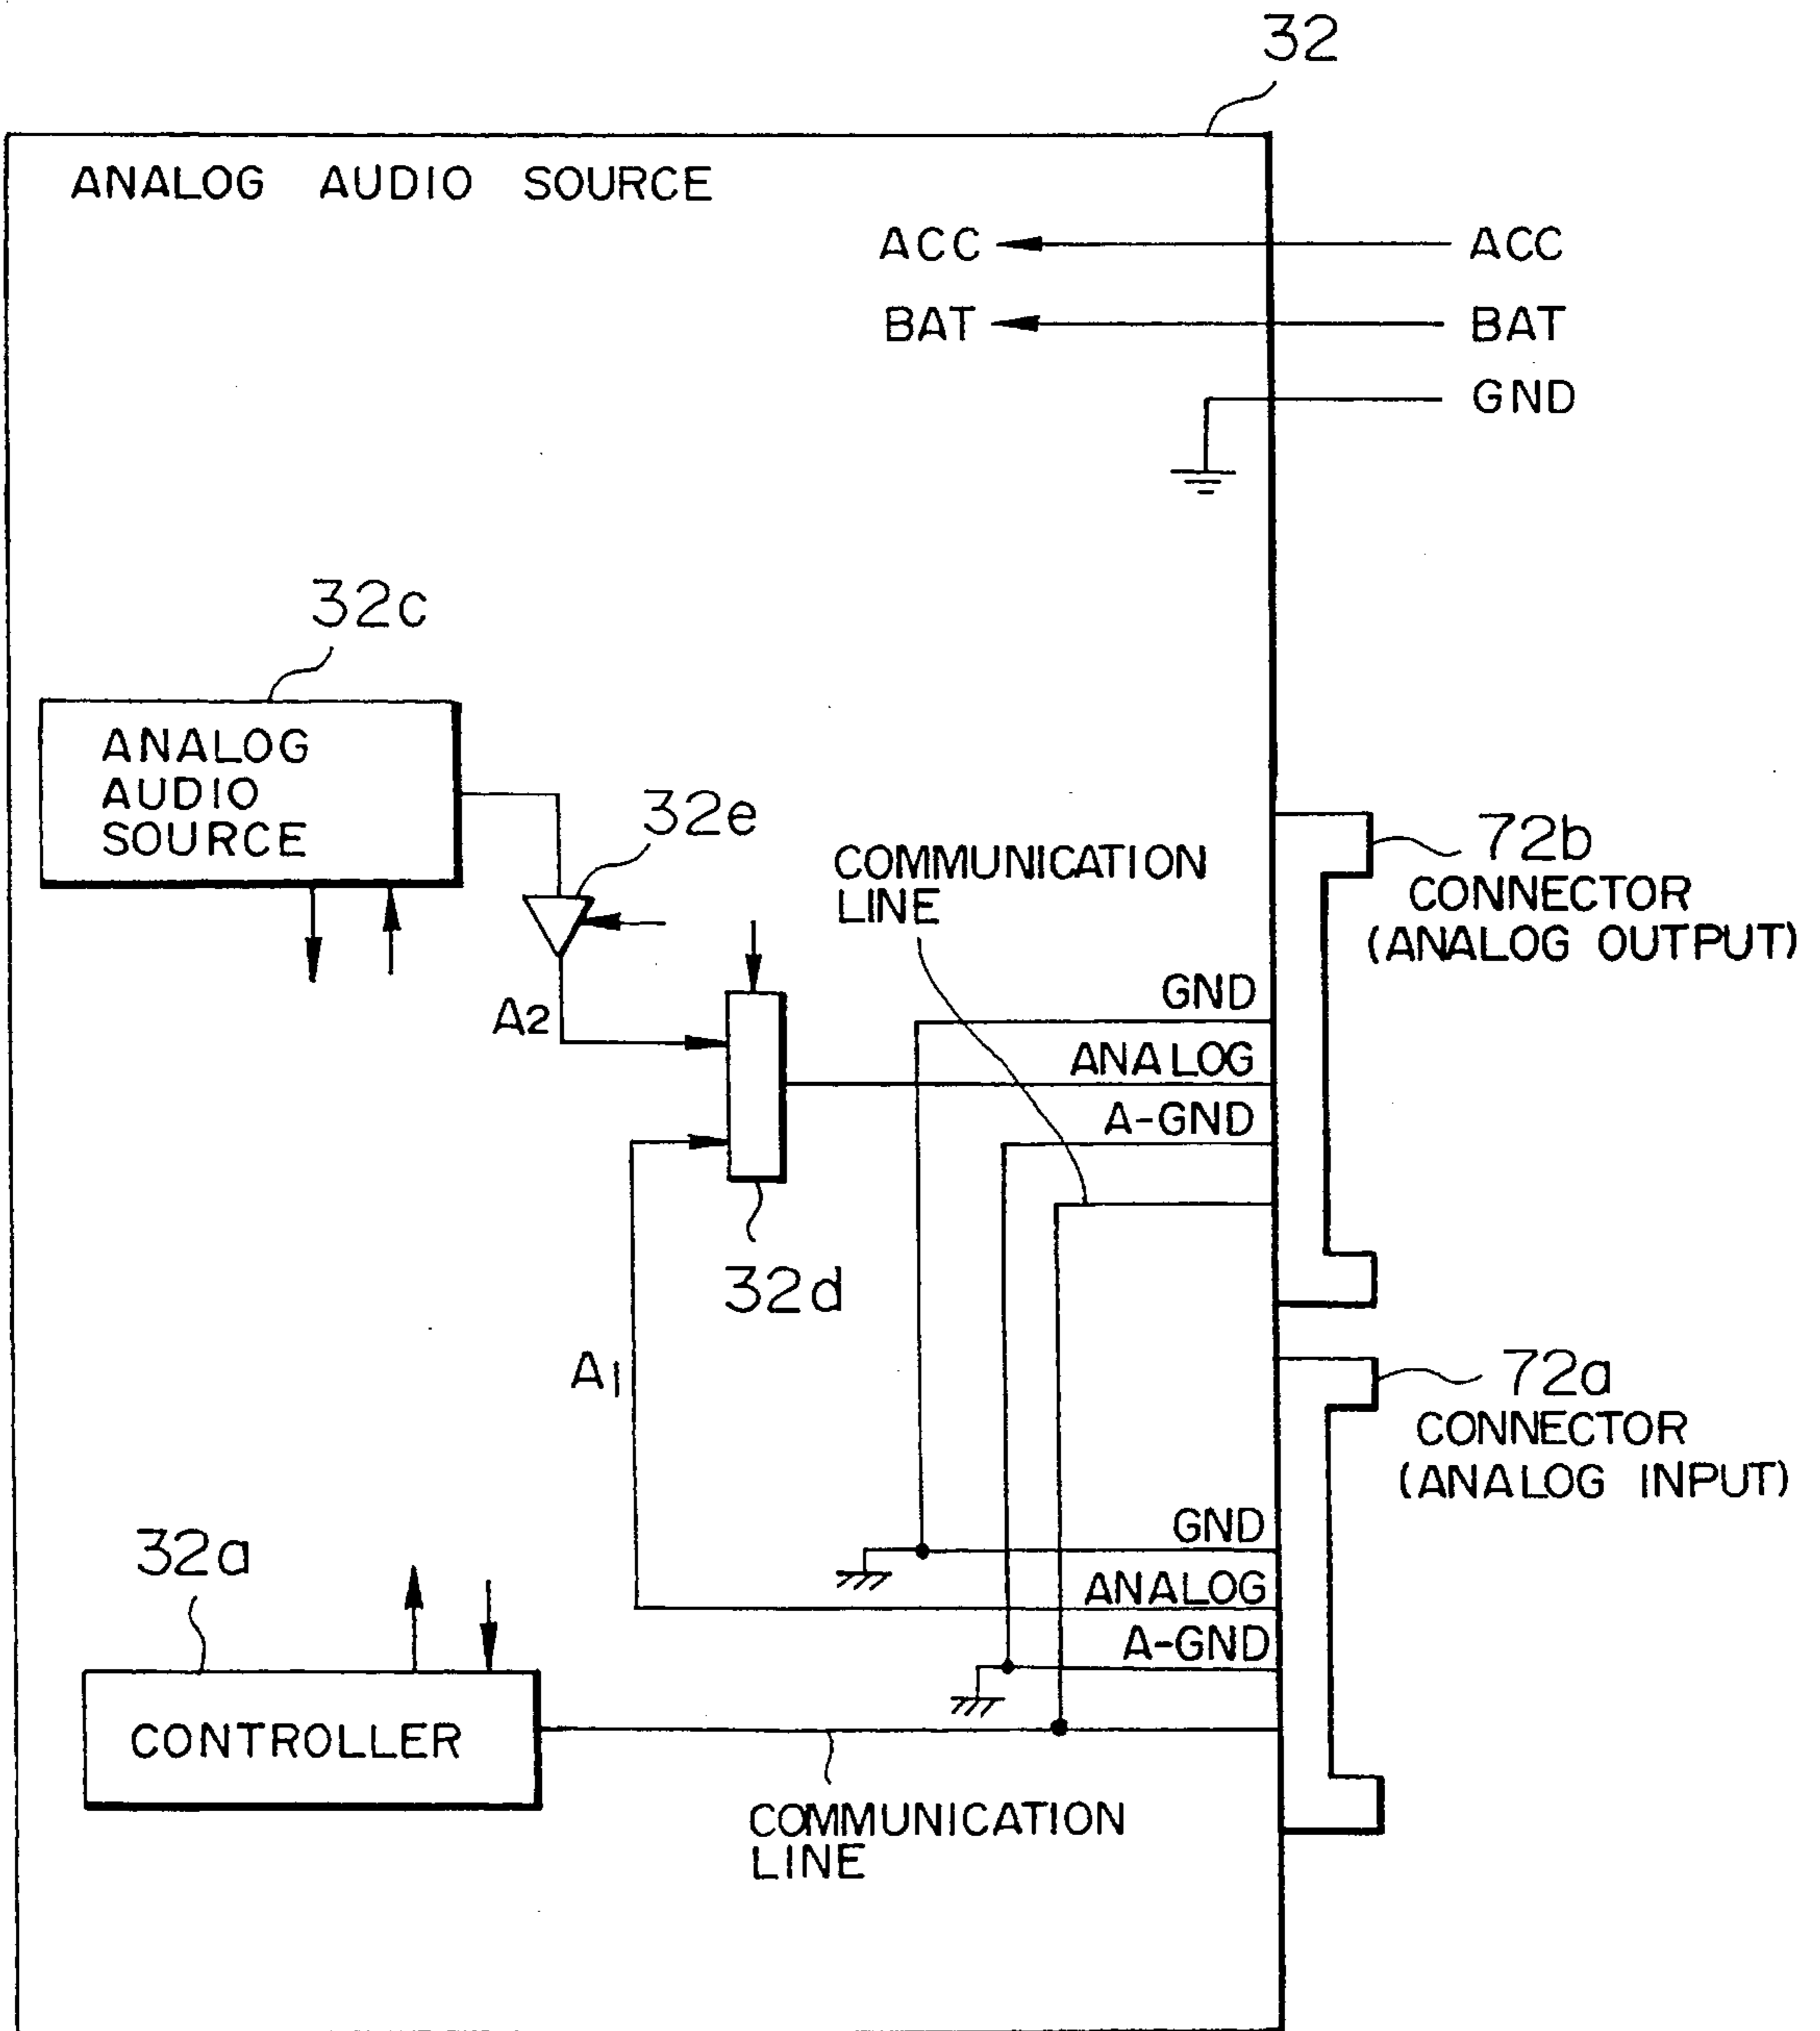 32
ANALOG AUDIO SOURCE
ACC ACC
BAT BAT
GND
32c
ANALOG
AUDIO
SOURCE
32e
COMMUNICATION
LINE
72b
CONNECTOR
(ANALOG OUTPUT)
GND
A2
ANALOG
A-GND
32d
A1
72a
CONNECTOR
(ANALOG INPUT)
GND
32a
ANALOG
A-GND
CONTROLLER
COMMUNICATION
LINE